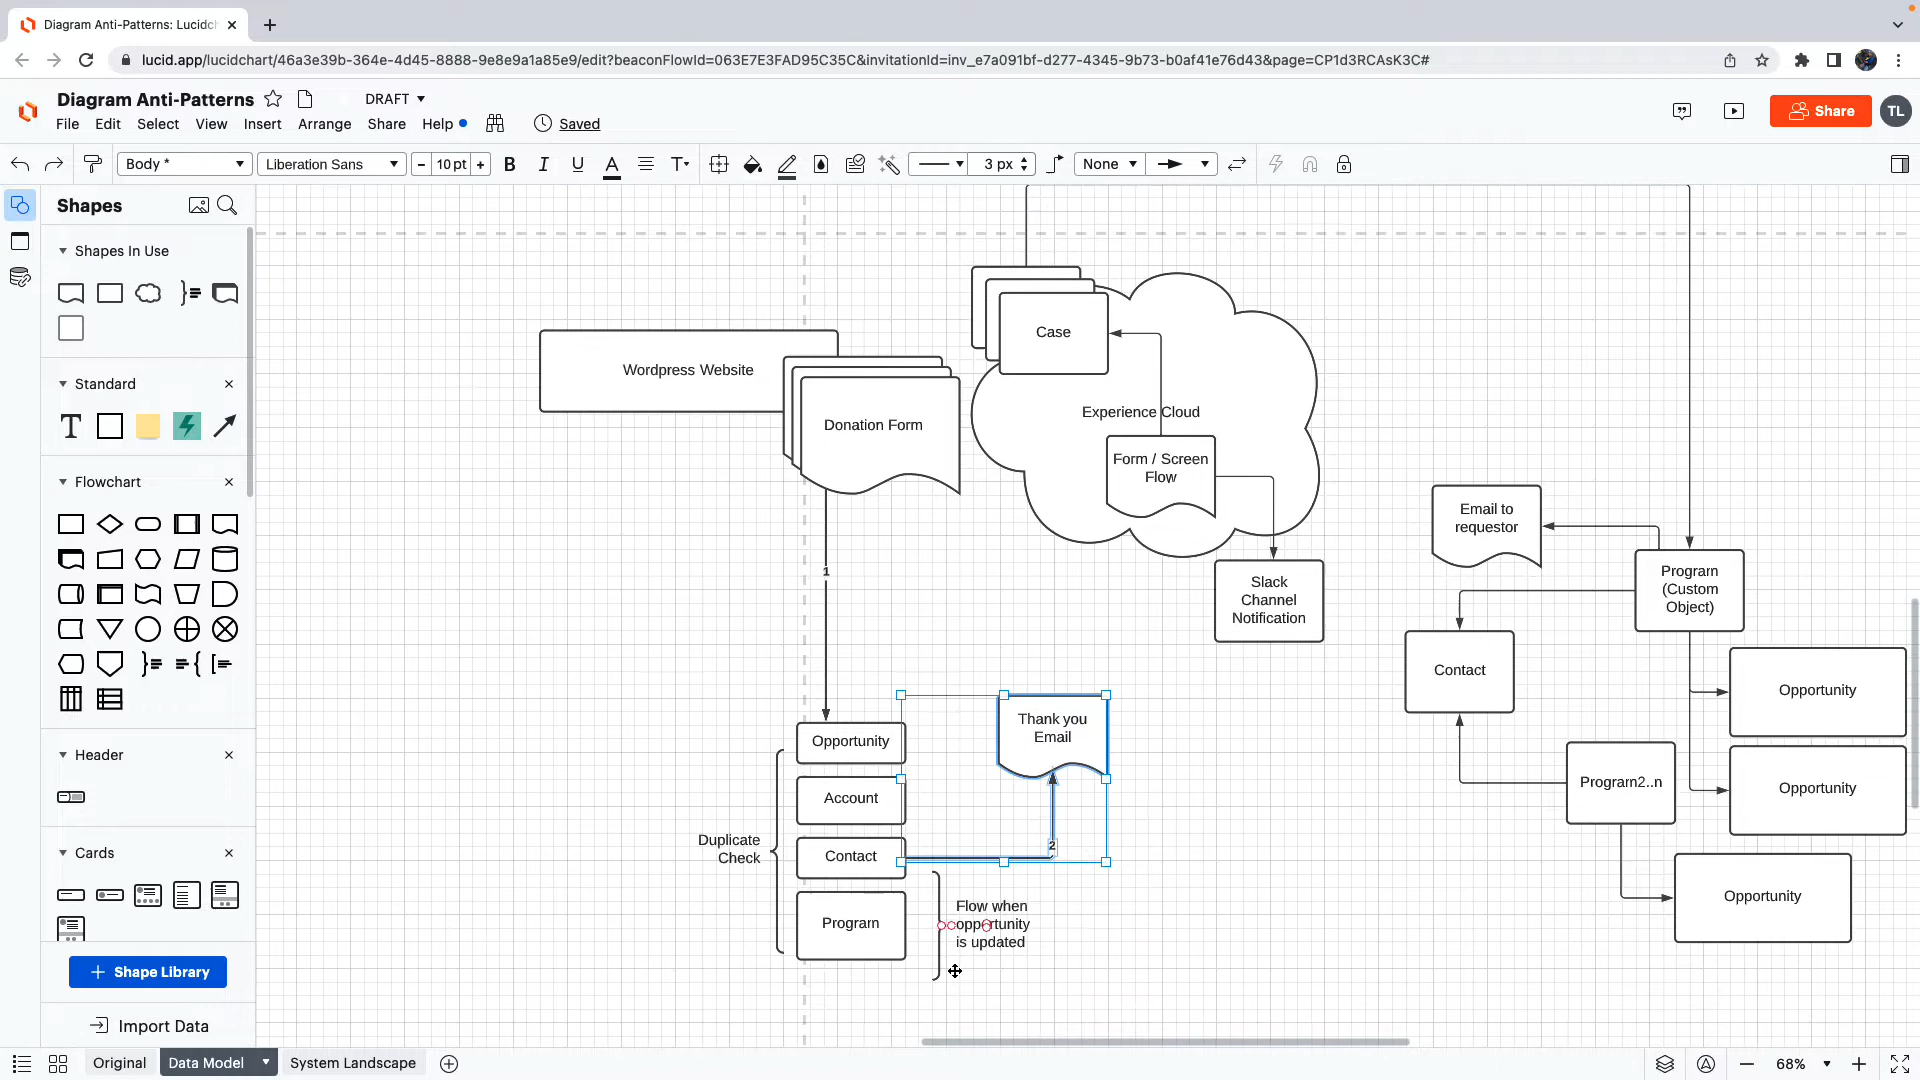 Diagram Anti-Patterns: Lucidch
lucid.app/lucidchart/46a3e39b-364e-4d45-8888-9e8e9a1a85e9/edit?beaconFlowId=063E7E3FAD95C35C&invitationId=inv_e7a091bf-d277-4345-9b73-b0af41e76d43&page=CP1d3RCAsK3C#
Diagram Anti-Patterns
DRAFT
File Edit Select View Insert Arrange Share Help
Saved
Share
TL
Body *
Liberation Sans
- 10 pt +
B I U A T
3 px
None
Shapes
Shapes In Use
Standard
T
Flowchart
Header
Cards
+ Shape Library
Import Data
Wordpress Website
Donation Form
Case
Experience Cloud
Form / Screen
Flow
Slack
Channel
Notification
1
Opportunity
Account
Contact
Program
Duplicate
Check
Thank you
Email
2
Flow when
opportunity
is updated
Email to
requestor
Program
(Custom
Object)
Contact
Opportunity
Opportunity
Program2..n
Opportunity
Original
Data Model
System Landscape
68%